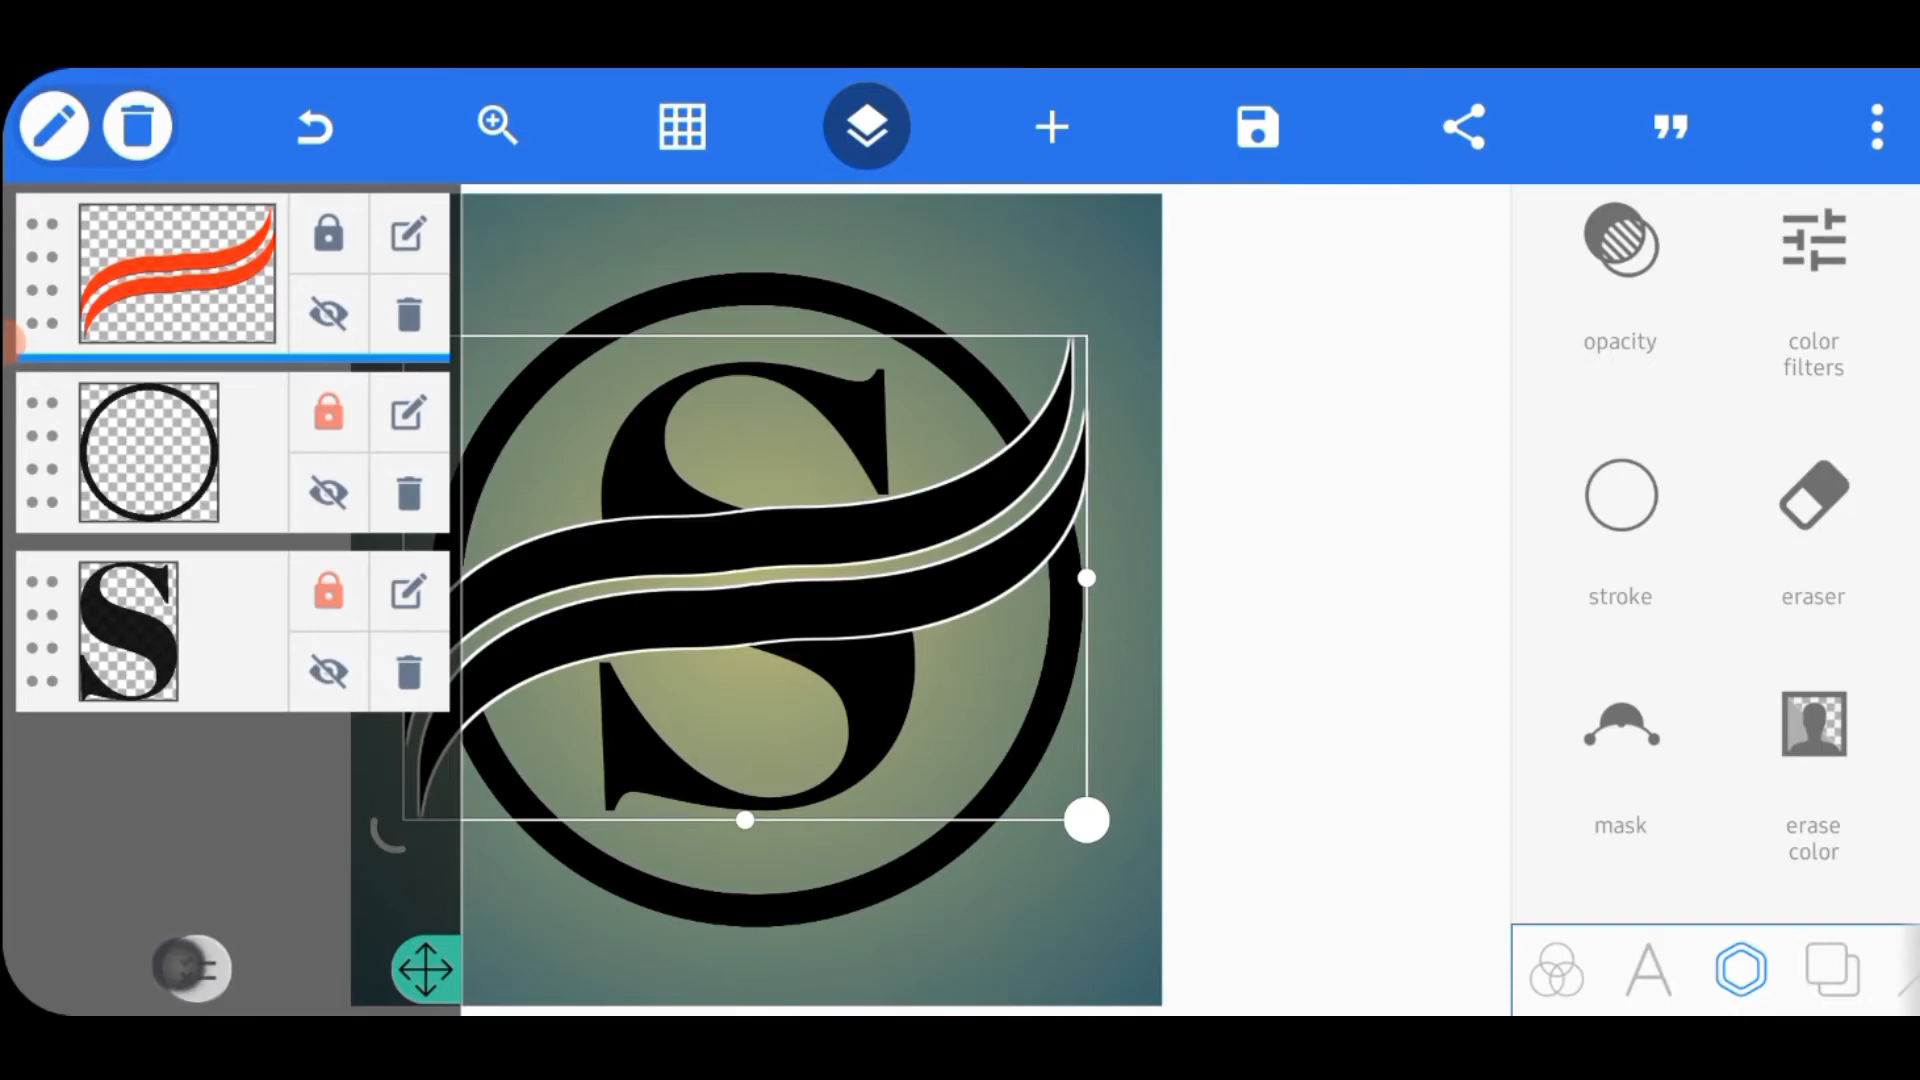 S
S
opacity
color
filters
stroke
eraser
mask
erase
color
A